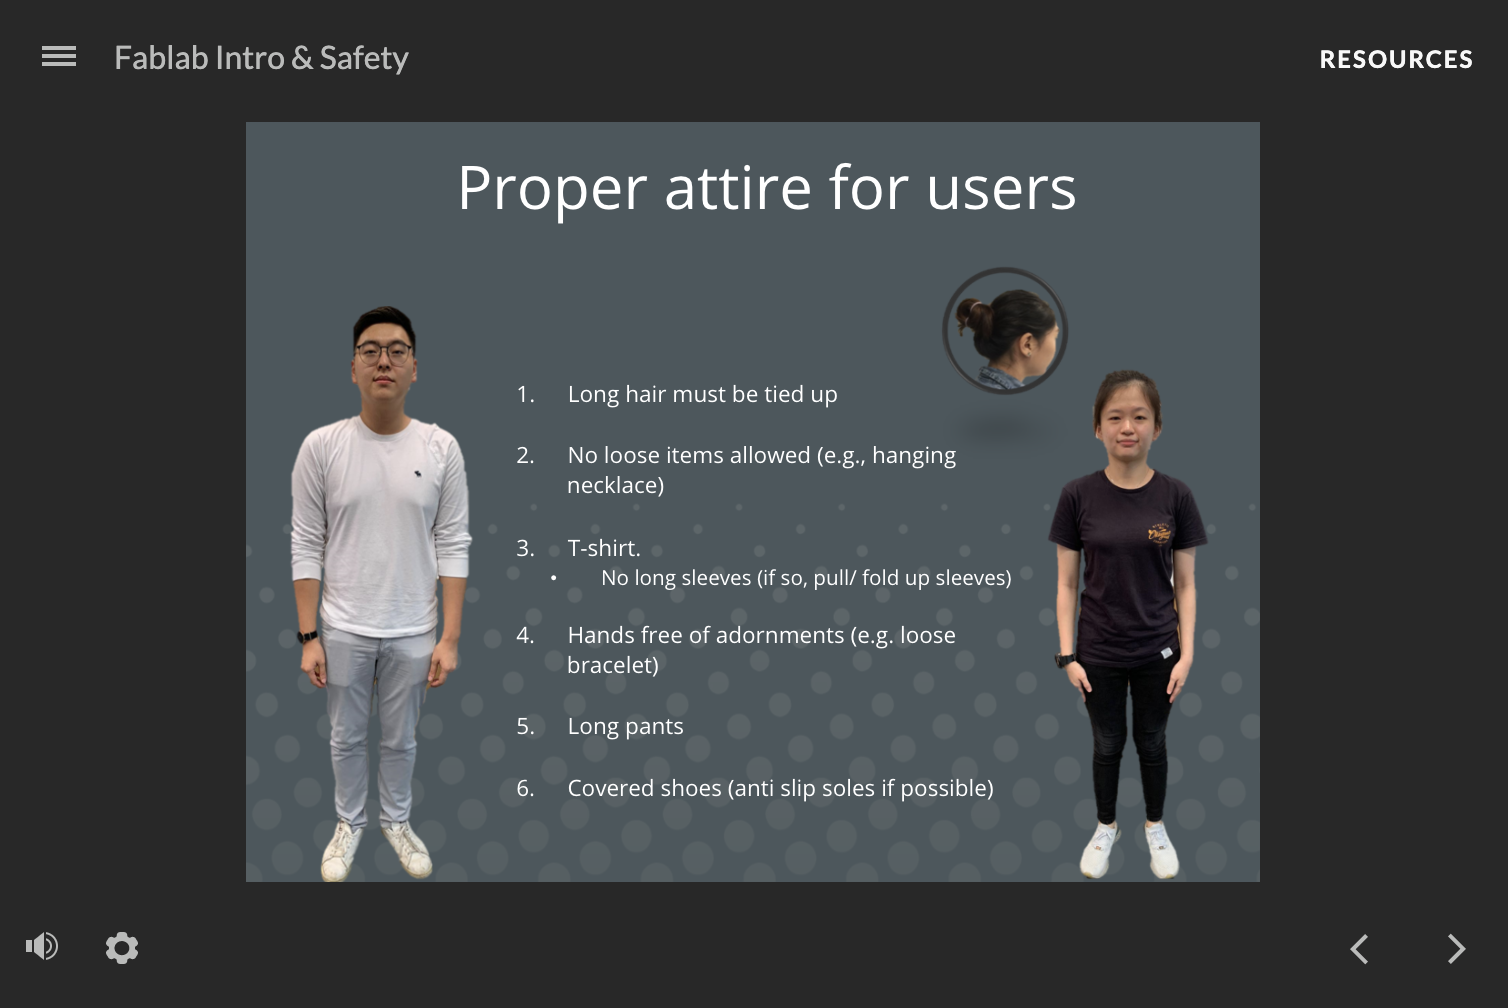 Fablab Intro & Safety
RESOURCES
Proper attire for users
1. Long hair must be tied up
2. No loose items allowed (e.g., hanging
necklace)
3. T-shirt.
• No long sleeves (if so, pull/ fold up sleeves)
4. Hands free of adornments (e.g. loose
bracelet)
5. Long pants
6. Covered shoes (anti slip soles if possible)